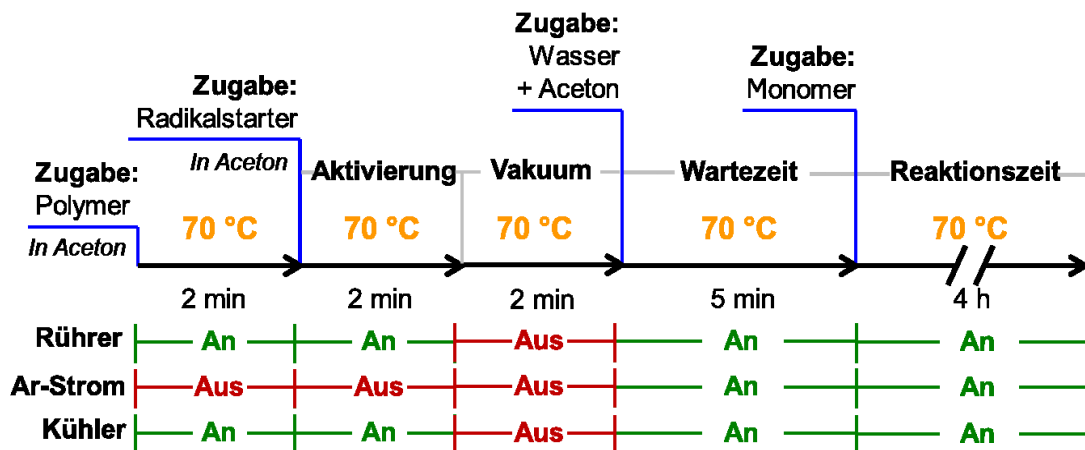 Zugabe:
Polymer
In Aceton
Zugabe:
Radikalstarter
In Aceton
Zugabe:
Wasser
+ Aceton
Zugabe:
Monomer
Aktivierung Vakuum Wartezeit Reaktionszeit
70 °C 70 °C 70 °C 70 °C 70 °C
2 min 2 min 2 min 5 min 4 h
Rührer An An Aus An An
Ar-Strom Aus Aus Aus An An
Kühler An An Aus An An